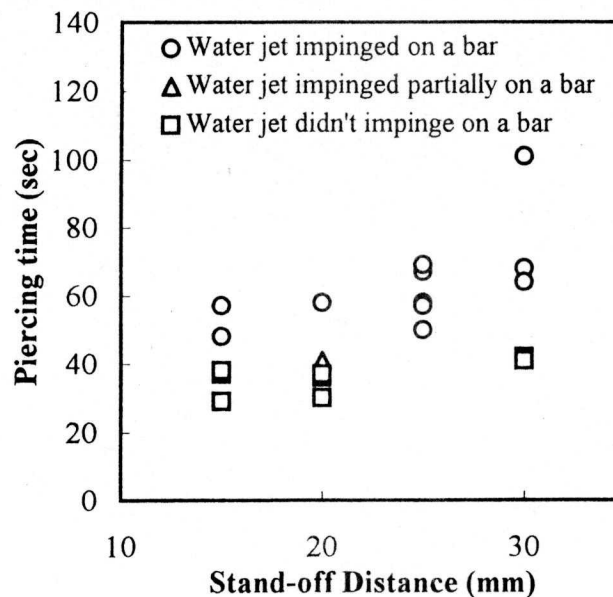 140
120
100
80
60
40
20
0
Piercing time (sec)
Water jet impinged on a bar
Water jet impinged partially on a bar
Water jet didn't impinge on a bar
10 20 30
Stand-off Distance (mm)